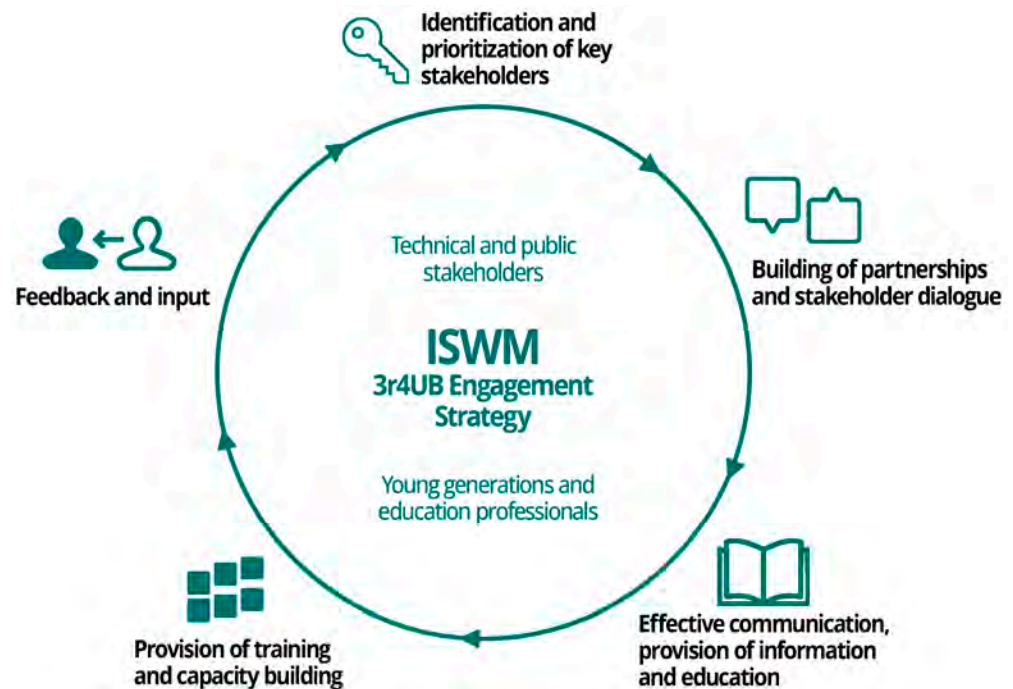 Identification and
prioritization of key
stakeholders
Building of partnerships
and stakeholder dialogue
Effective communication,
provision of information
and education
Provision of training
and capacity building
Feedback and input
Technical and public
stakeholders
ISWM
3r4UB Engagement
Strategy
Young generations and
education professionals